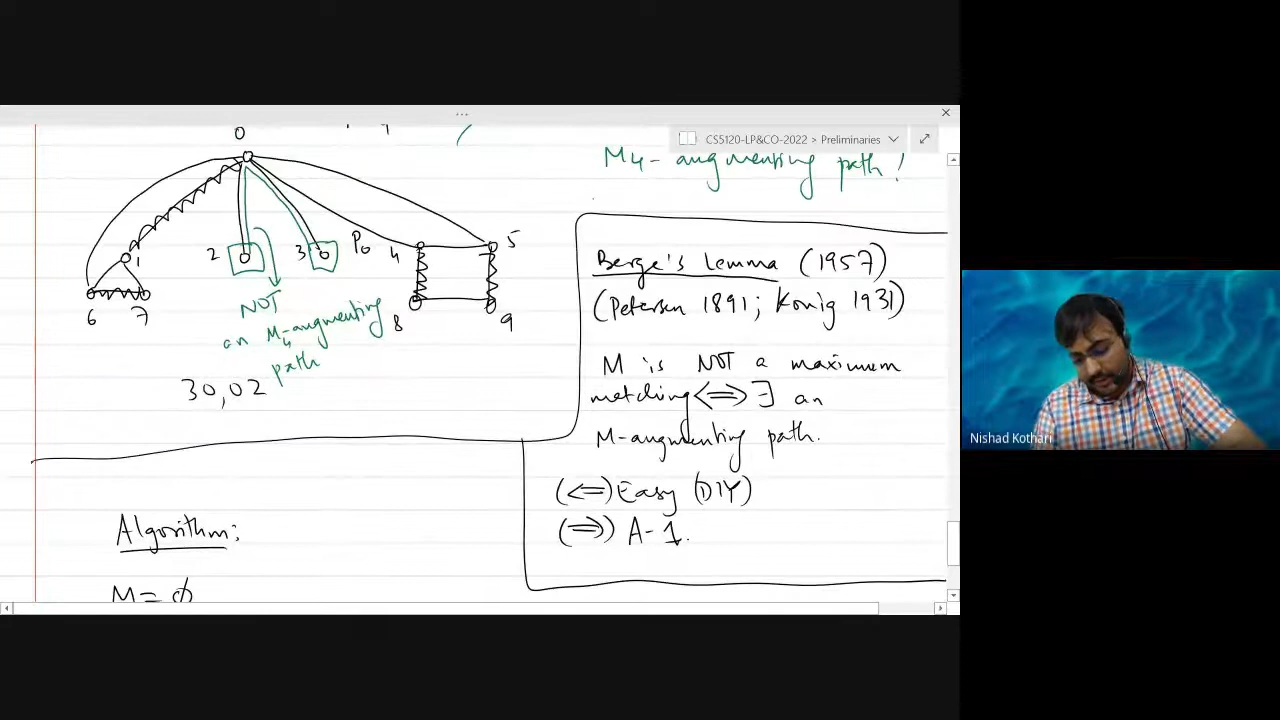 CS5120-LP&CO-2022 > Preliminaries
0
M4-augmenting path!
1
2
3
P0
4
5
6
7
8
9
NOT
an M4-augmenting
path
30,02
Berge's Lemma (1957)
(Petersen 1891; König 1931)
M is NOT a maximum
matching <=> ∃ an
M-augmenting path.
(<=) Easy (DIY)
(=>) A-1.
Algorithm:
M = ϕ
Nishad Kothari